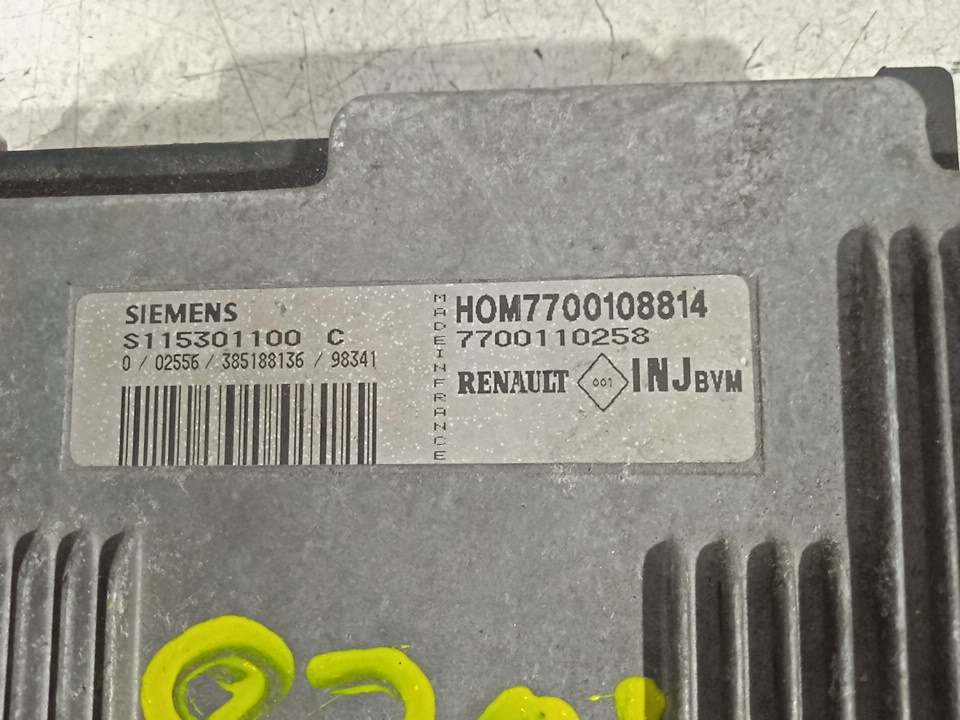 SIEMENS
S115301100 C
0 / 02556 / 385188136 / 98341
MADE IN FRANCE
HOM7700108814
7700110258
RENAULT 001 INJ BVM